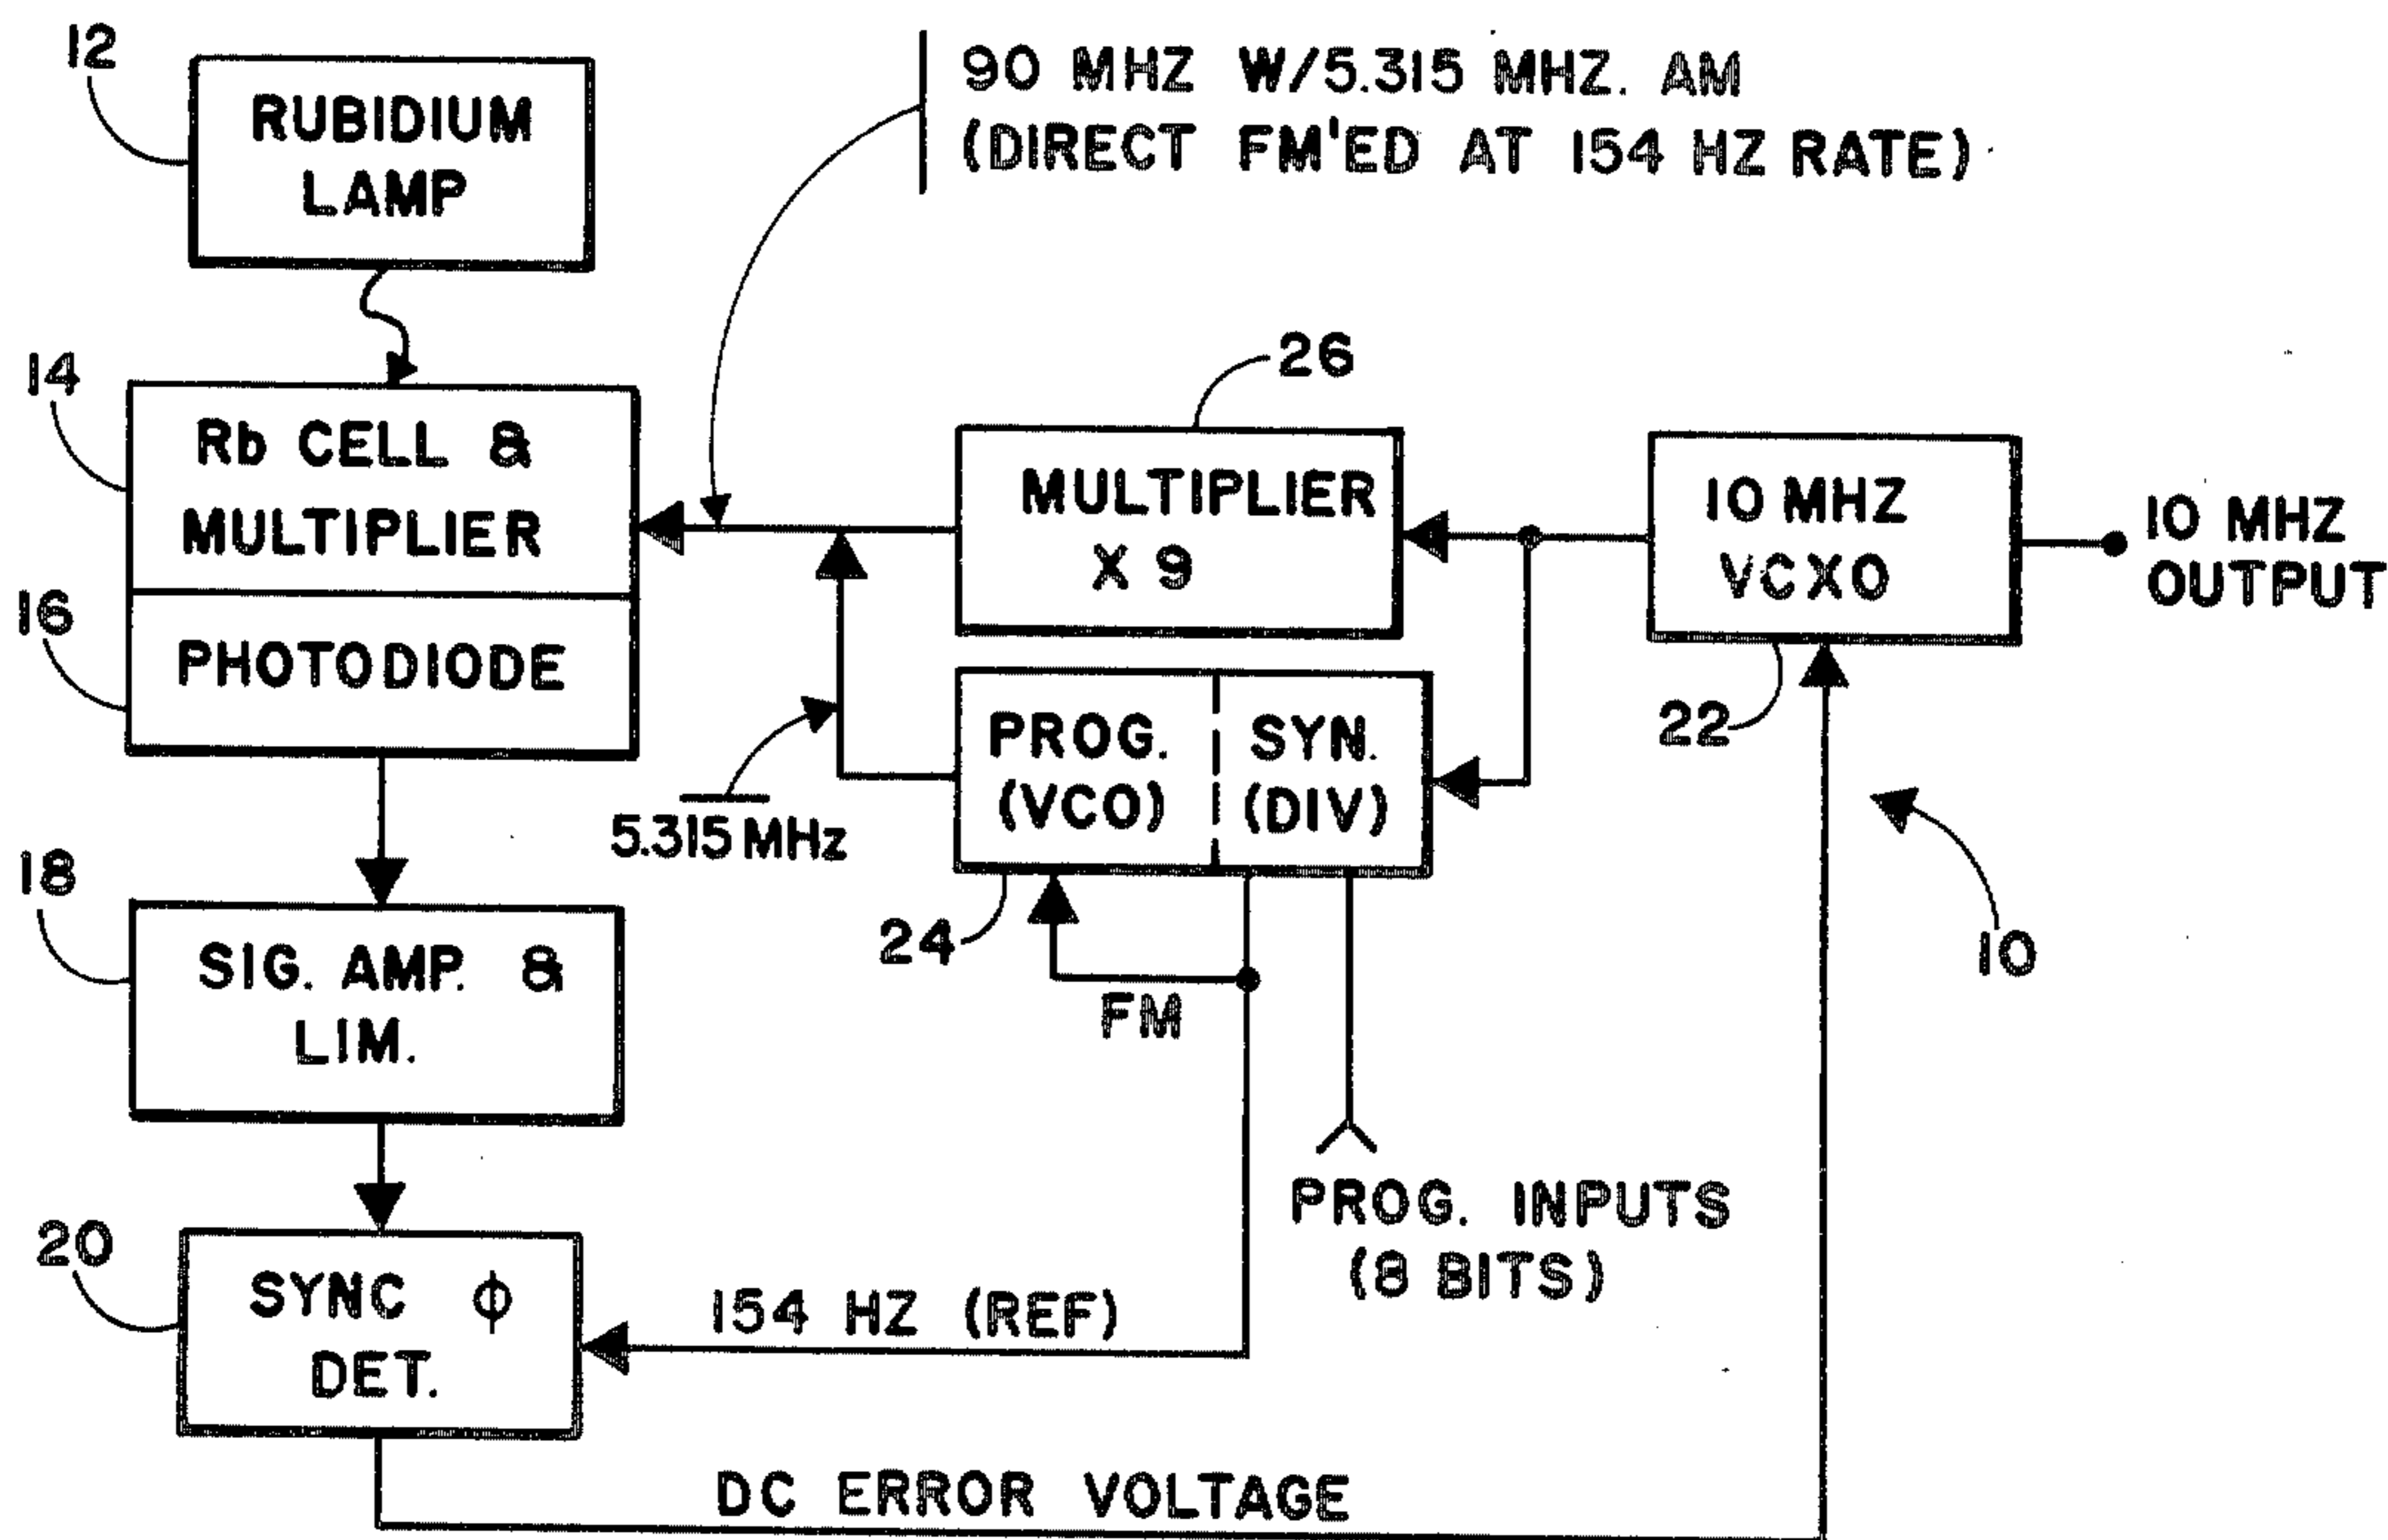 12
RUBIDIUM
LAMP
90 MHZ W/5.315 MHZ. AM
(DIRECT FM'ED AT 154 HZ RATE)
14
Rb CELL &
MULTIPLIER
16
PHOTODIODE
26
MULTIPLIER
X 9
10 MHZ
VCXO
22
10 MHZ
OUTPUT
PROG.
(VCO)
SYN.
(DIV)
5.315 MHz
24
FM
10
18
SIG. AMP. &
LIM.
PROG. INPUTS
(8 BITS)
20
SYNC ϕ
DET.
154 HZ (REF)
DC ERROR VOLTAGE